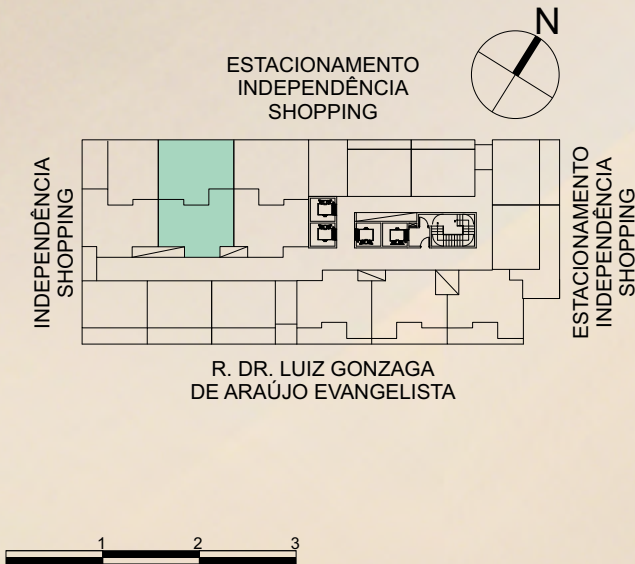 N
ESTACIONAMENTO
INDEPENDÊNCIA
SHOPPING
INDEPENDÊNCIA
SHOPPING
ESTACIONAMENTO
INDEPENDÊNCIA
SHOPPING
R. DR. LUIZ GONZAGA
DE ARAÚJO EVANGELISTA
1 2 3